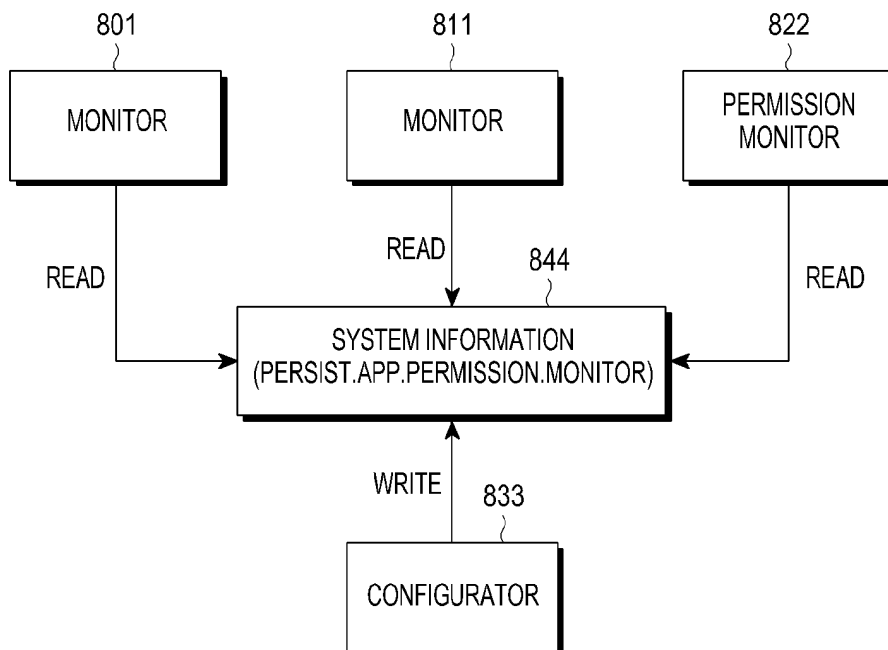 801
811
822
MONITOR
MONITOR
PERMISSION
MONITOR
READ
READ
READ
844
SYSTEM INFORMATION
(PERSIST.APP.PERMISSION.MONITOR)
WRITE
833
CONFIGURATOR